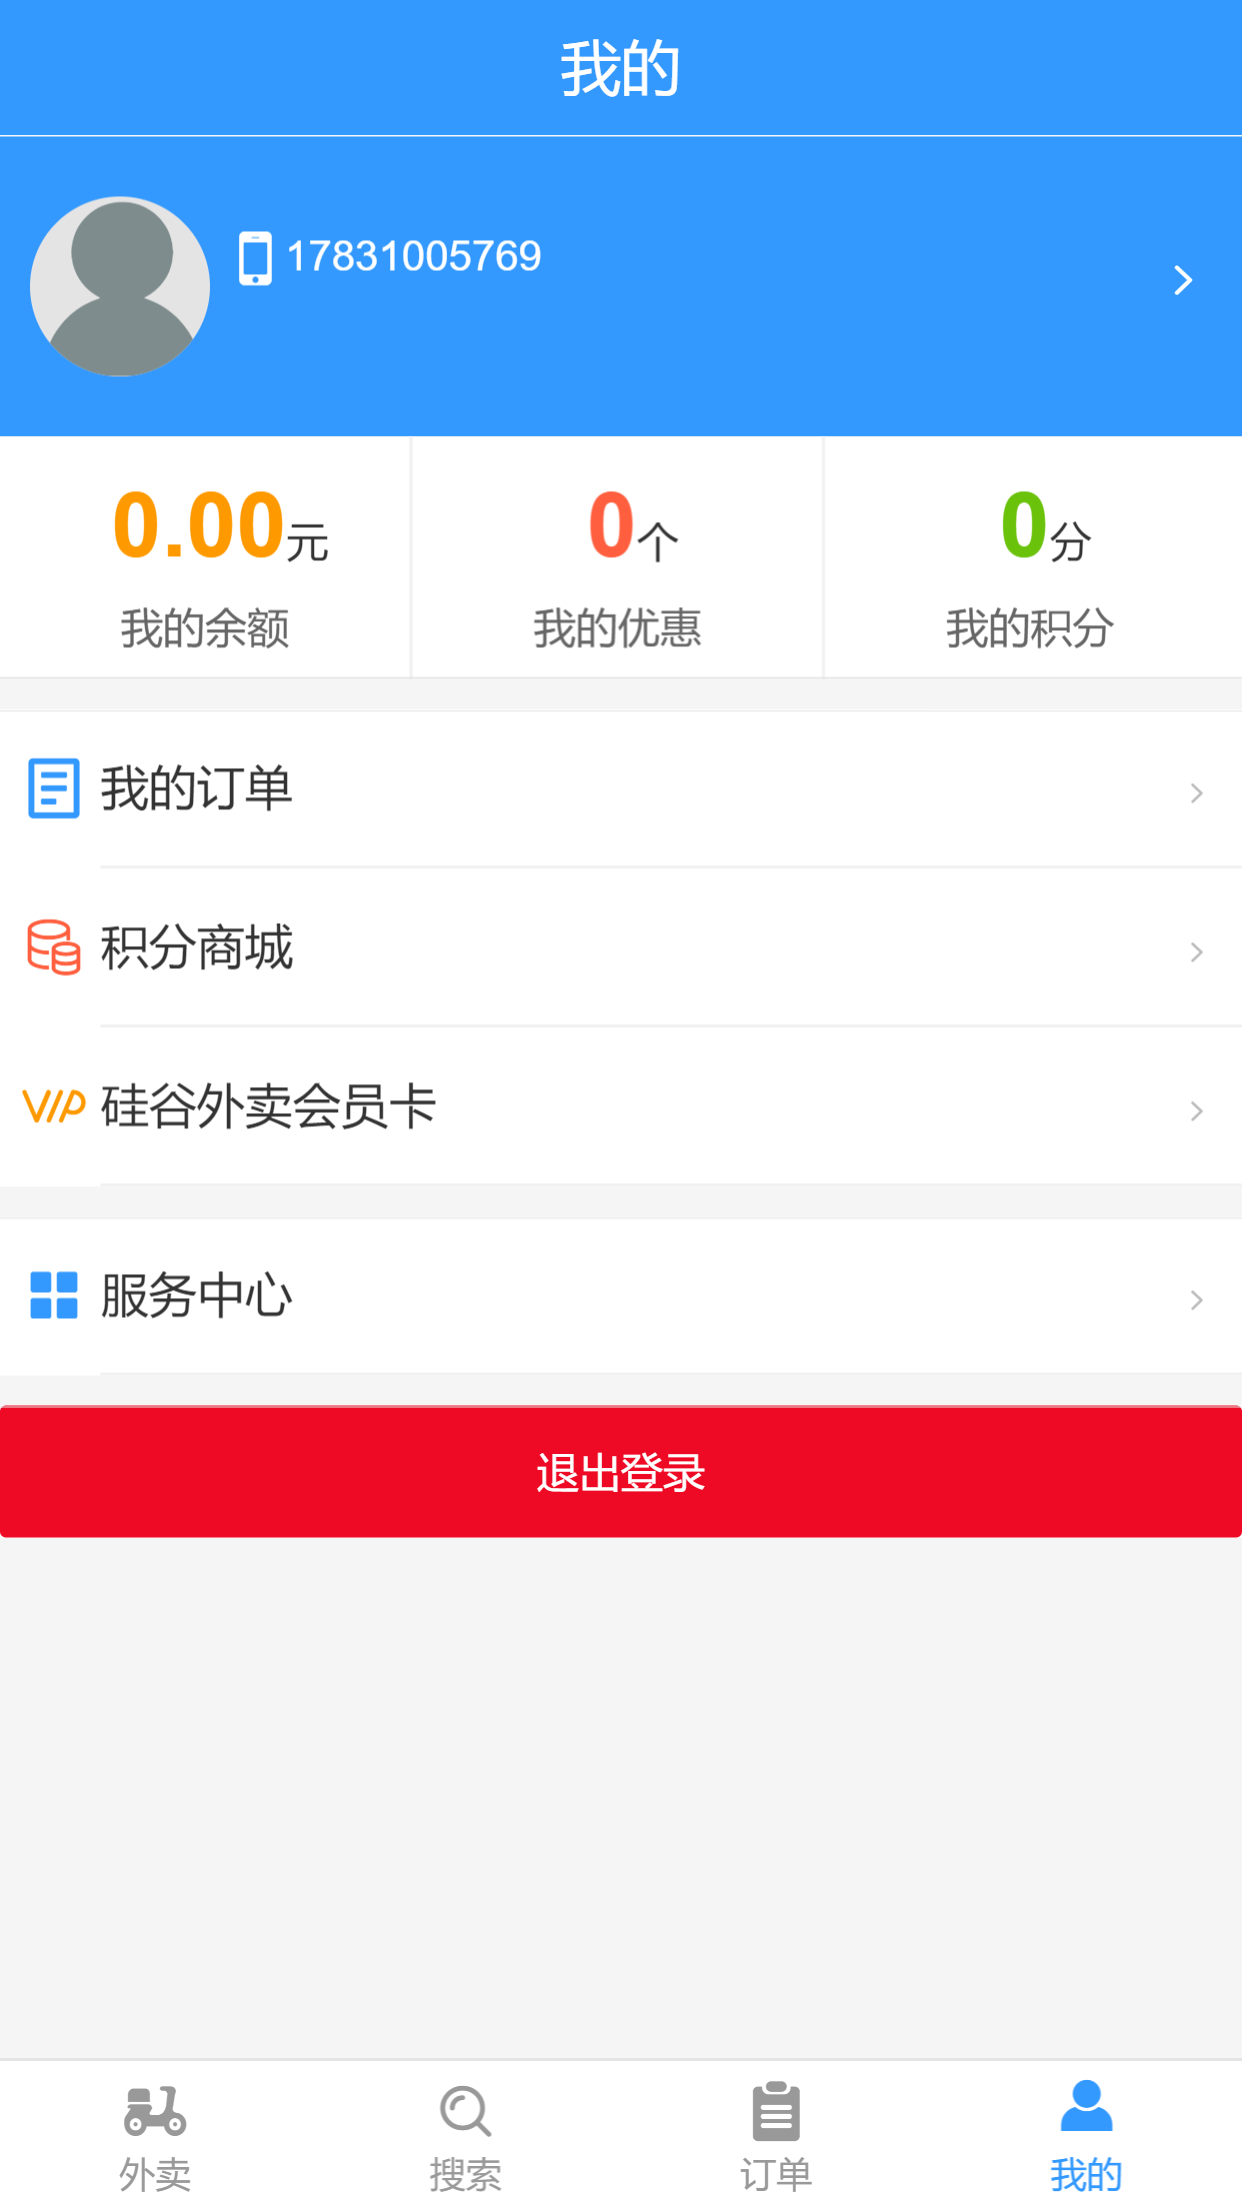 我的
17831005769
0.00元
我的余额
0个
我的优惠
0分
我的积分
我的订单
积分商城
VIP 硅谷外卖会员卡
服务中心
退出登录
外卖
搜索
订单
我的